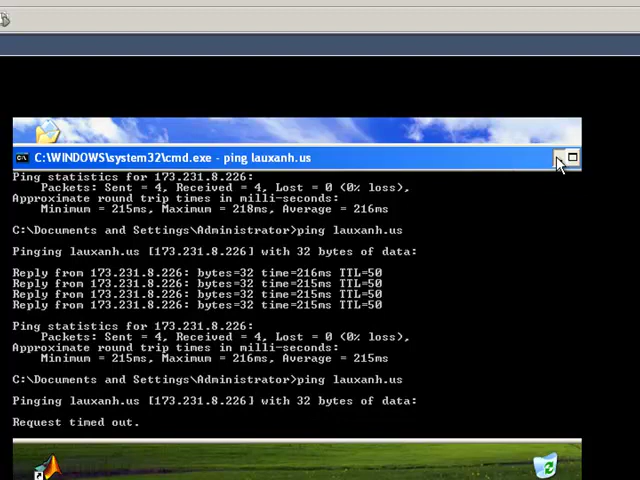 C:\WINDOWS\system32\cmd.exe - ping lauxanh.us
Ping statistics for 173.231.8.226:
Packets: Sent = 4, Received = 4, Lost = 0 (0% loss),
Approximate round trip times in milli-seconds:
Minimum = 215ms, Maximum = 218ms, Average = 216ms
C:\Documents and Settings\Administrator>ping lauxanh.us
Pinging lauxanh.us [173.231.8.226] with 32 bytes of data:
Reply from 173.231.8.226: bytes=32 time=216ms TTL=50
Reply from 173.231.8.226: bytes=32 time=215ms TTL=50
Reply from 173.231.8.226: bytes=32 time=215ms TTL=50
Reply from 173.231.8.226: bytes=32 time=215ms TTL=50
Ping statistics for 173.231.8.226:
Packets: Sent = 4, Received = 4, Lost = 0 (0% loss),
Approximate round trip times in milli-seconds:
Minimum = 215ms, Maximum = 216ms, Average = 215ms
C:\Documents and Settings\Administrator>ping lauxanh.us
Pinging lauxanh.us [173.231.8.226] with 32 bytes of data:
Request timed out.